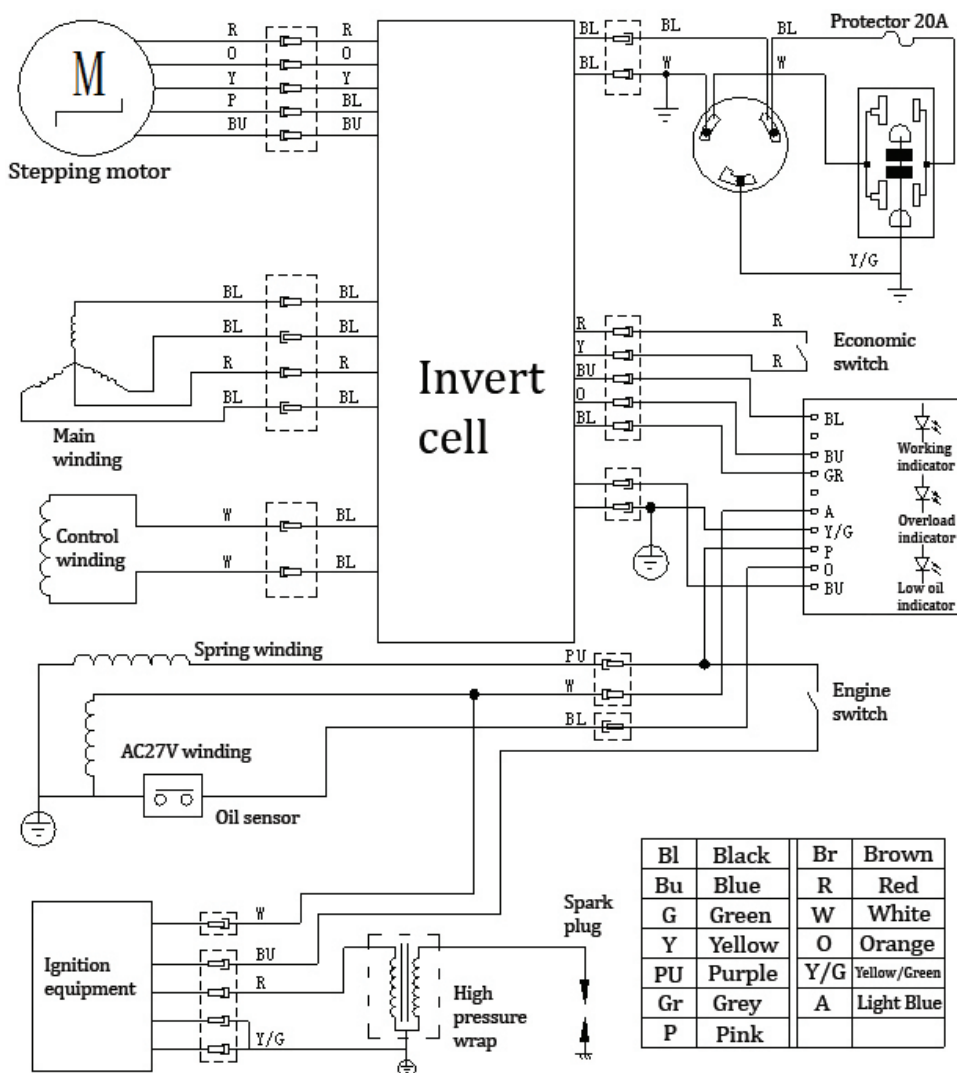 Protector 20A
R R
O O
M
Y Y
P BL
BU BU
Stepping motor
BL BL BL
BL W W
Y/G
BL BL
BL BL
R R
BL BL
Main
winding
Invert
cell
R R
Y R
BU
O
BL
Economic
switch
BL
BU
GR
A
Y/G
P
O
BU
Working
indicator
Overload
indicator
Low oil
indicator
Control
winding
W BL
W BL
Spring winding
PU
W
BL
Engine
switch
AC27V winding
Oil sensor
Ignition
equipment
W
BU
R
Y/G
High
pressure
wrap
Spark
plug
Bl Black Br Brown
Bu Blue R Red
G Green W White
Y Yellow O Orange
PU Purple Y/G Yellow/Green
Gr Grey A Light Blue
P Pink